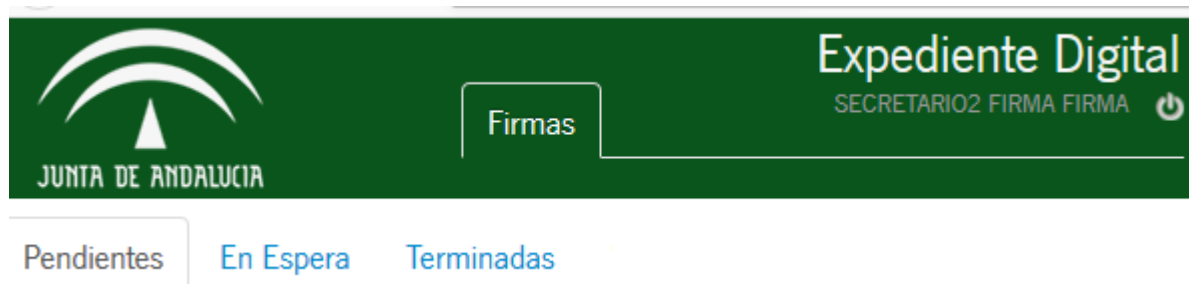 Expediente Digital
SECRETARIO2 FIRMA FIRMA
Firmas
JUNTA DE ANDALUCIA
Pendientes En Espera Terminadas